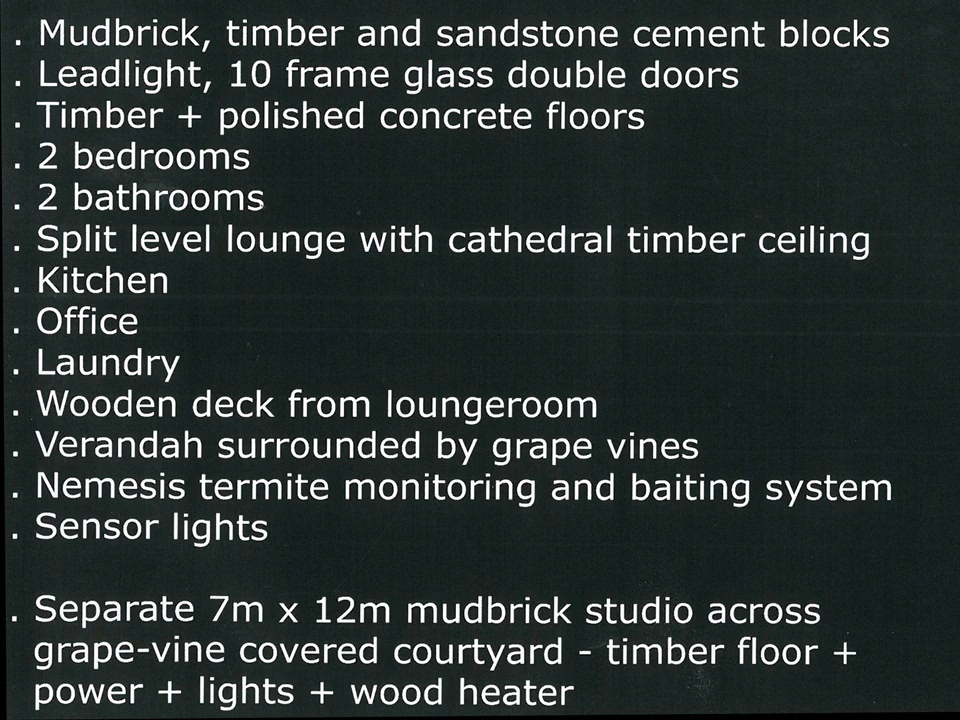 . Mudbrick, timber and sandstone cement blocks
. Leadlight, 10 frame glass double doors
. Timber + polished concrete floors
. 2 bedrooms
. 2 bathrooms
. Split level lounge with cathedral timber ceiling
. Kitchen
. Office
. Laundry
. Wooden deck from loungeroom
. Verandah surrounded by grape vines
. Nemesis termite monitoring and baiting system
. Sensor lights
. Separate 7m x 12m mudbrick studio across
grape-vine covered courtyard - timber floor +
power + lights + wood heater